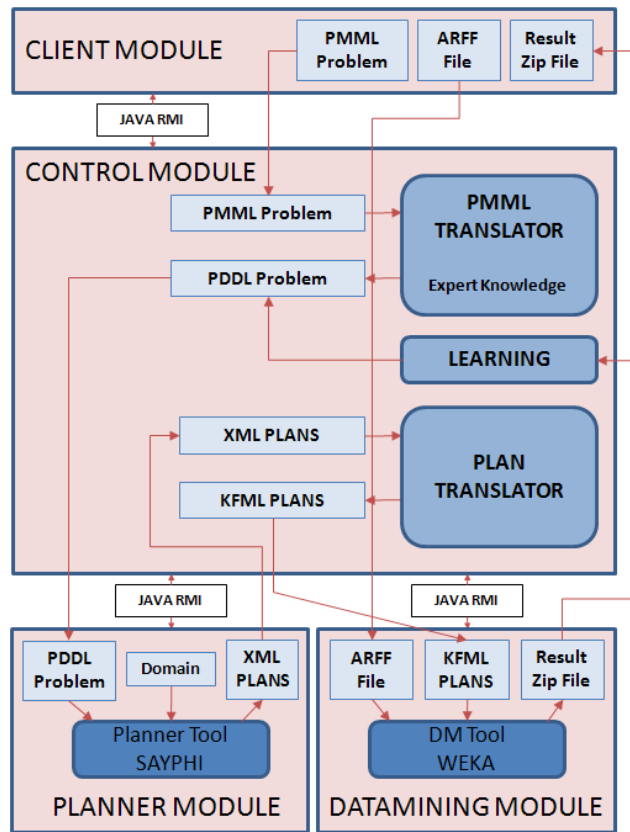 CLIENT MODULE
PMML
Problem
ARFF
File
Result
Zip File
JAVA RMI
CONTROL MODULE
PMML Problem
PMML
TRANSLATOR
Expert Knowledge
PDDL Problem
LEARNING
XML PLANS
PLAN
TRANSLATOR
KFML PLANS
JAVA RMI
JAVA RMI
PDDL
Problem
Domain
XML
PLANS
Planner Tool
SAYPHI
PLANNER MODULE
ARFF
File
KFML
PLANS
Result
Zip File
DM Tool
WEKA
DATAMINING MODULE